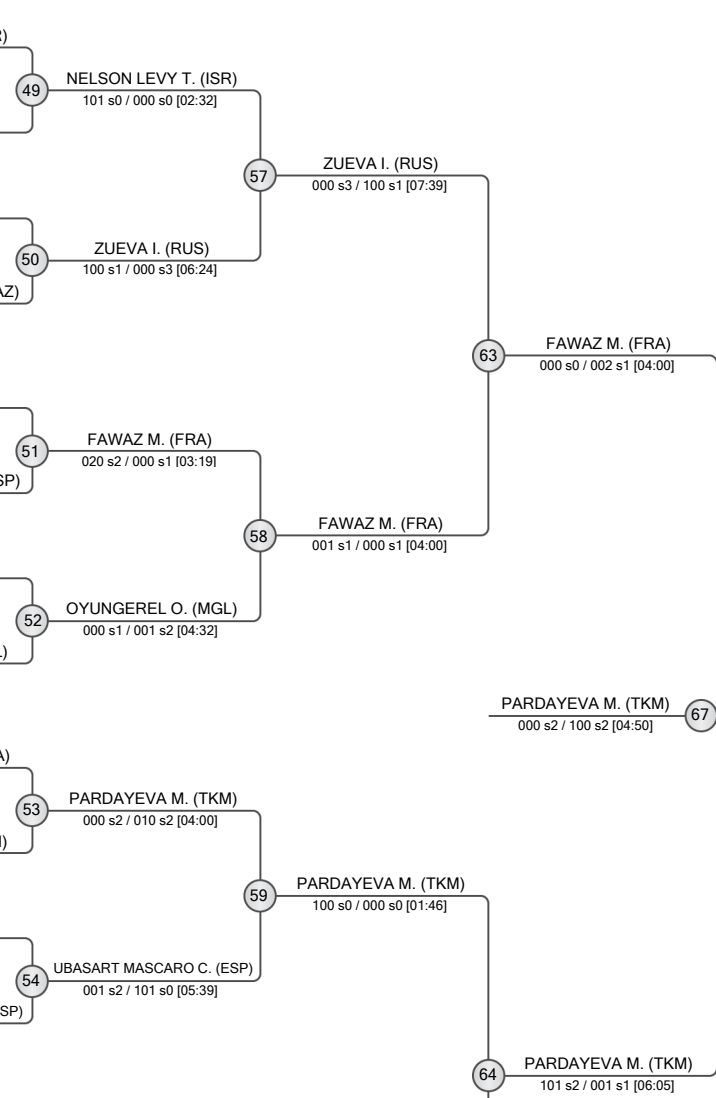 49
NELSON LEVY T. (ISR)
101 s0 / 000 s0 [02:32]
57
ZUEVA I. (RUS)
000 s3 / 100 s1 [07:39]
50
ZUEVA I. (RUS)
100 s1 / 000 s3 [06:24]
63
FAWAZ M. (FRA)
000 s0 / 002 s1 [04:00]
51
FAWAZ M. (FRA)
020 s2 / 000 s1 [03:19]
58
FAWAZ M. (FRA)
001 s1 / 000 s1 [04:00]
52
OYUNGEREL O. (MGL)
000 s1 / 001 s2 [04:32]
PARDAYEVA M. (TKM)
000 s2 / 100 s2 [04:50]
67
53
PARDAYEVA M. (TKM)
000 s2 / 010 s2 [04:00]
59
PARDAYEVA M. (TKM)
100 s0 / 000 s0 [01:46]
54
UBASART MASCARO C. (ESP)
001 s2 / 101 s0 [05:39]
64
PARDAYEVA M. (TKM)
101 s2 / 001 s1 [06:05]